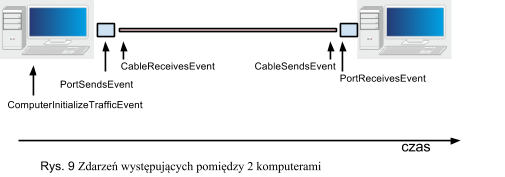 CableReceivesEvent
CableSendsEvent
PortSendsEvent
PortReceivesEvent
ComputerInitializeTrafficEvent
czas
Rys. 9 Zdarzeń występujących pomiędzy 2 komputerami